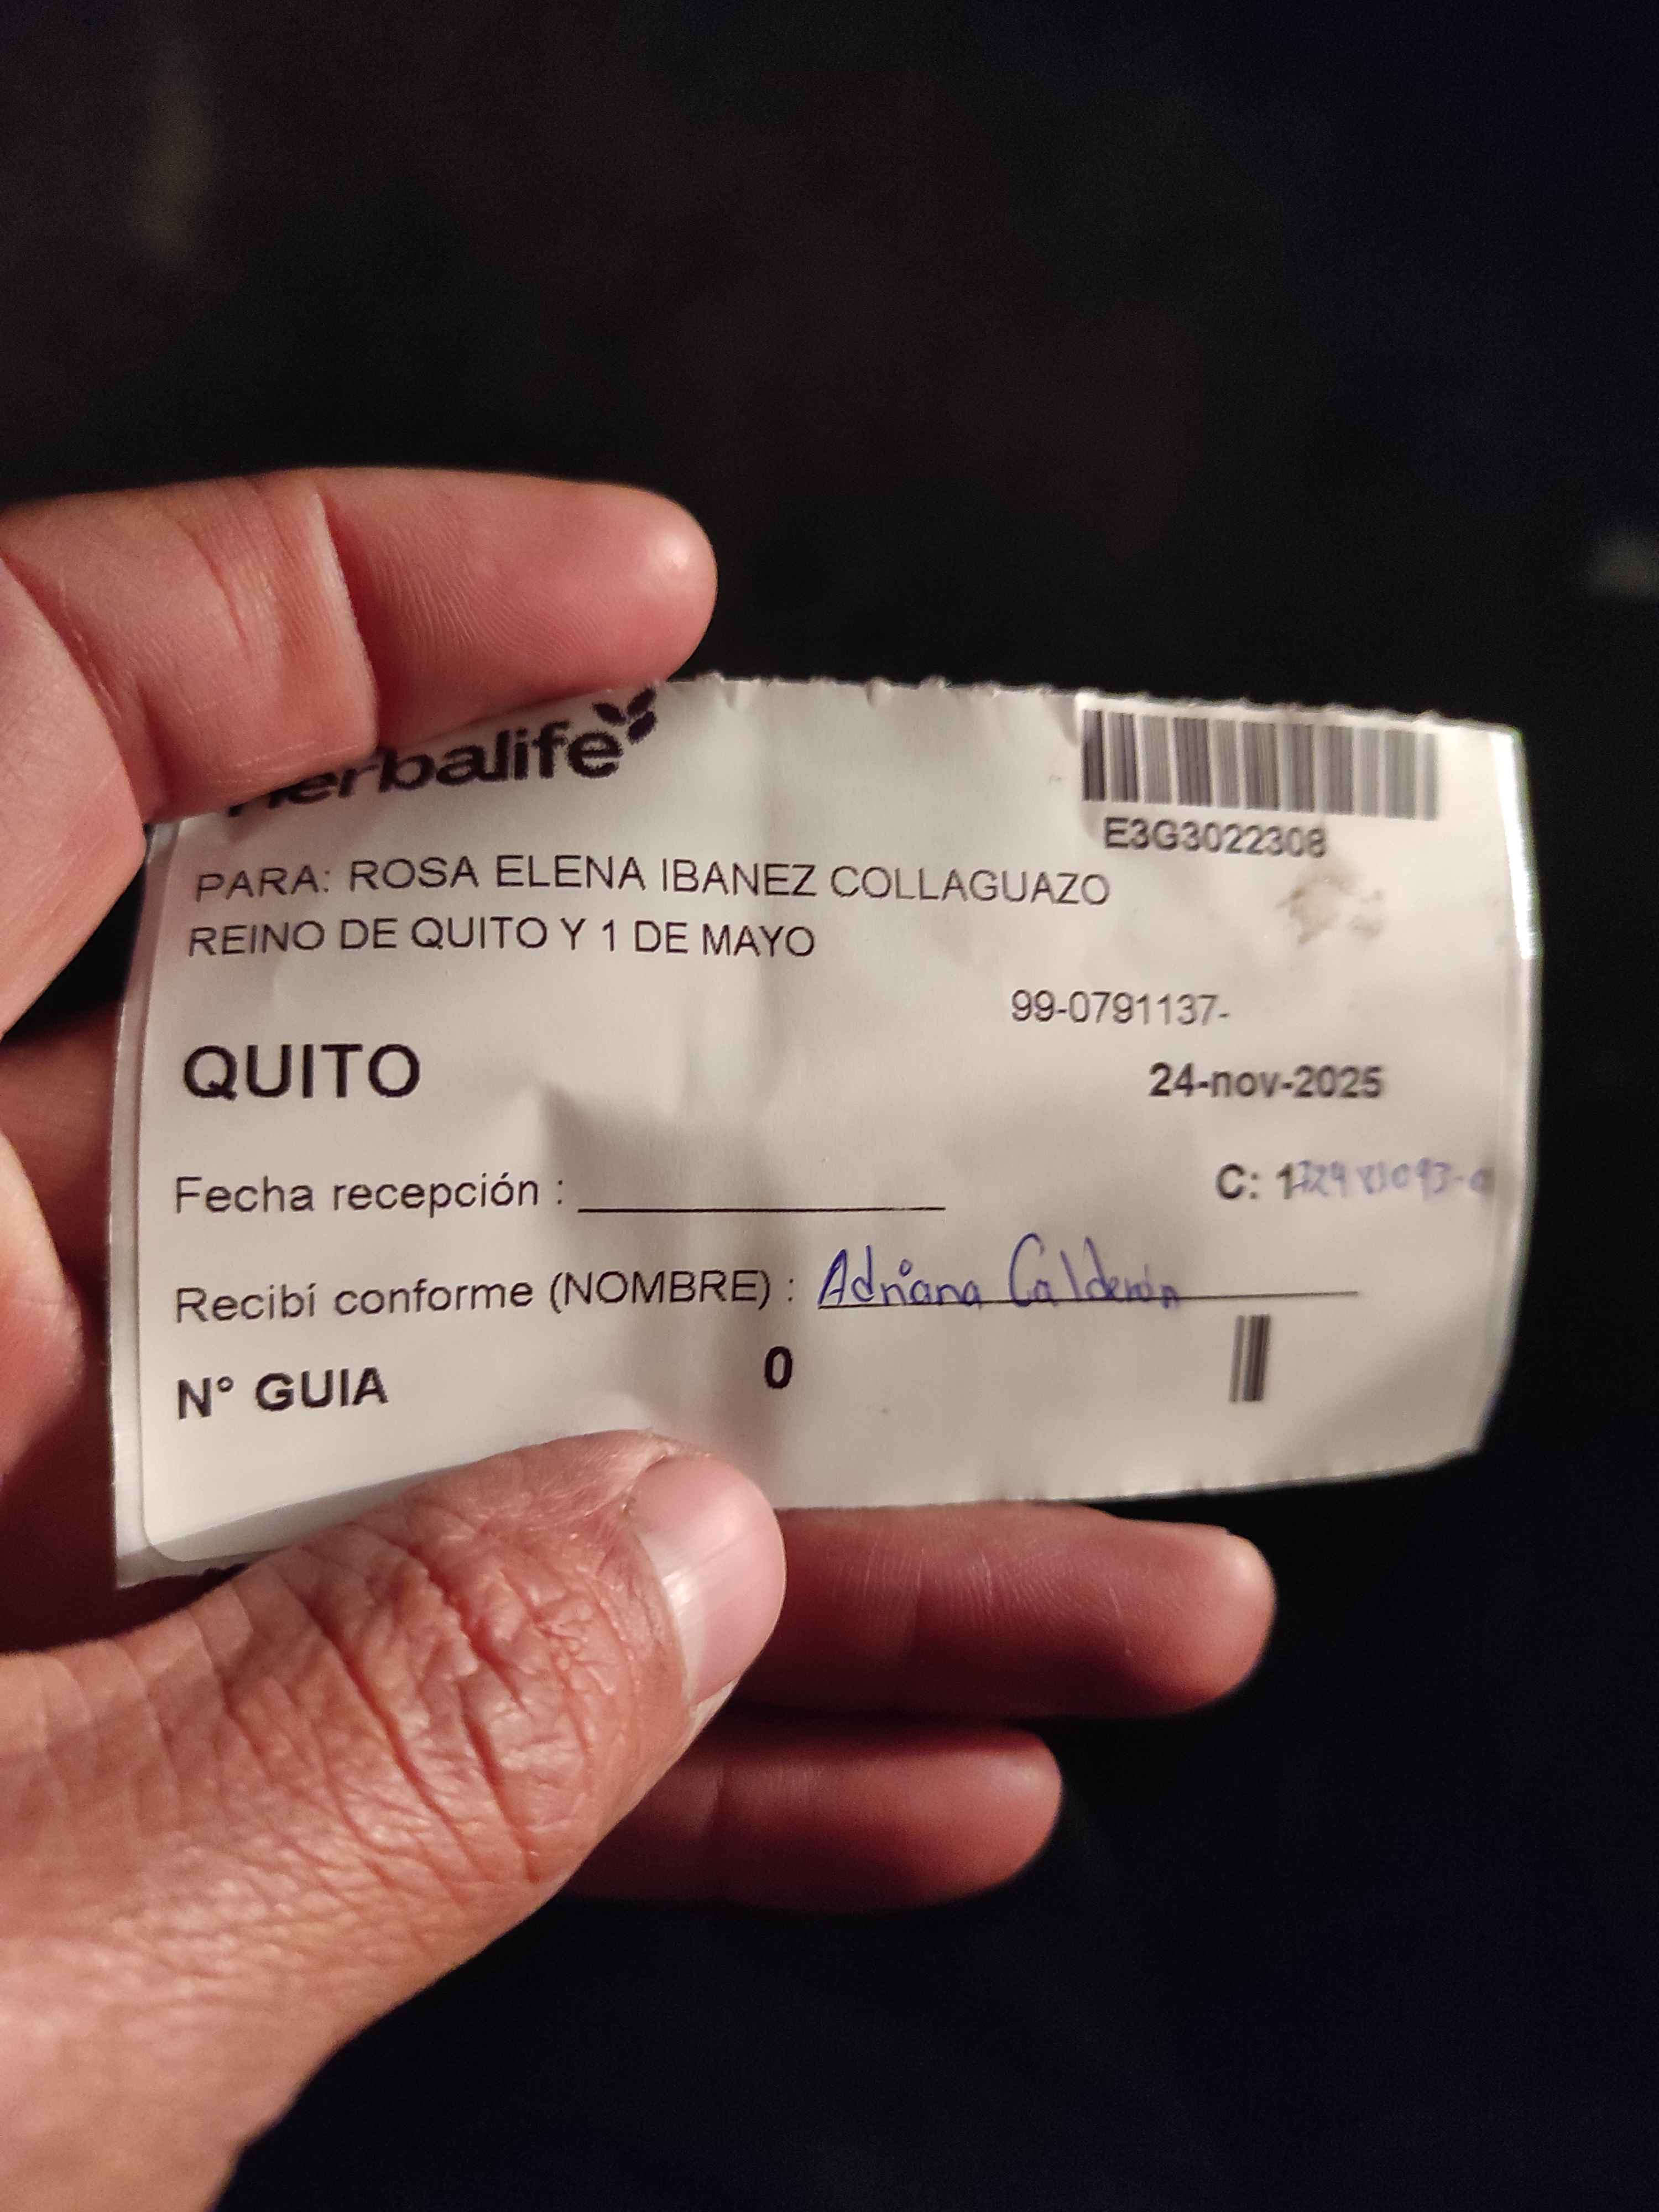 Herbalife
E3G3022308
PARA: ROSA ELENA IBANEZ COLLAGUAZO
REINO DE QUITO Y 1 DE MAYO
99-0791137-
QUITO
24-nov-2025
Fecha recepción :
C: 1
Recibí conforme (NOMBRE) : Adriana Calderón
N° GUIA 0